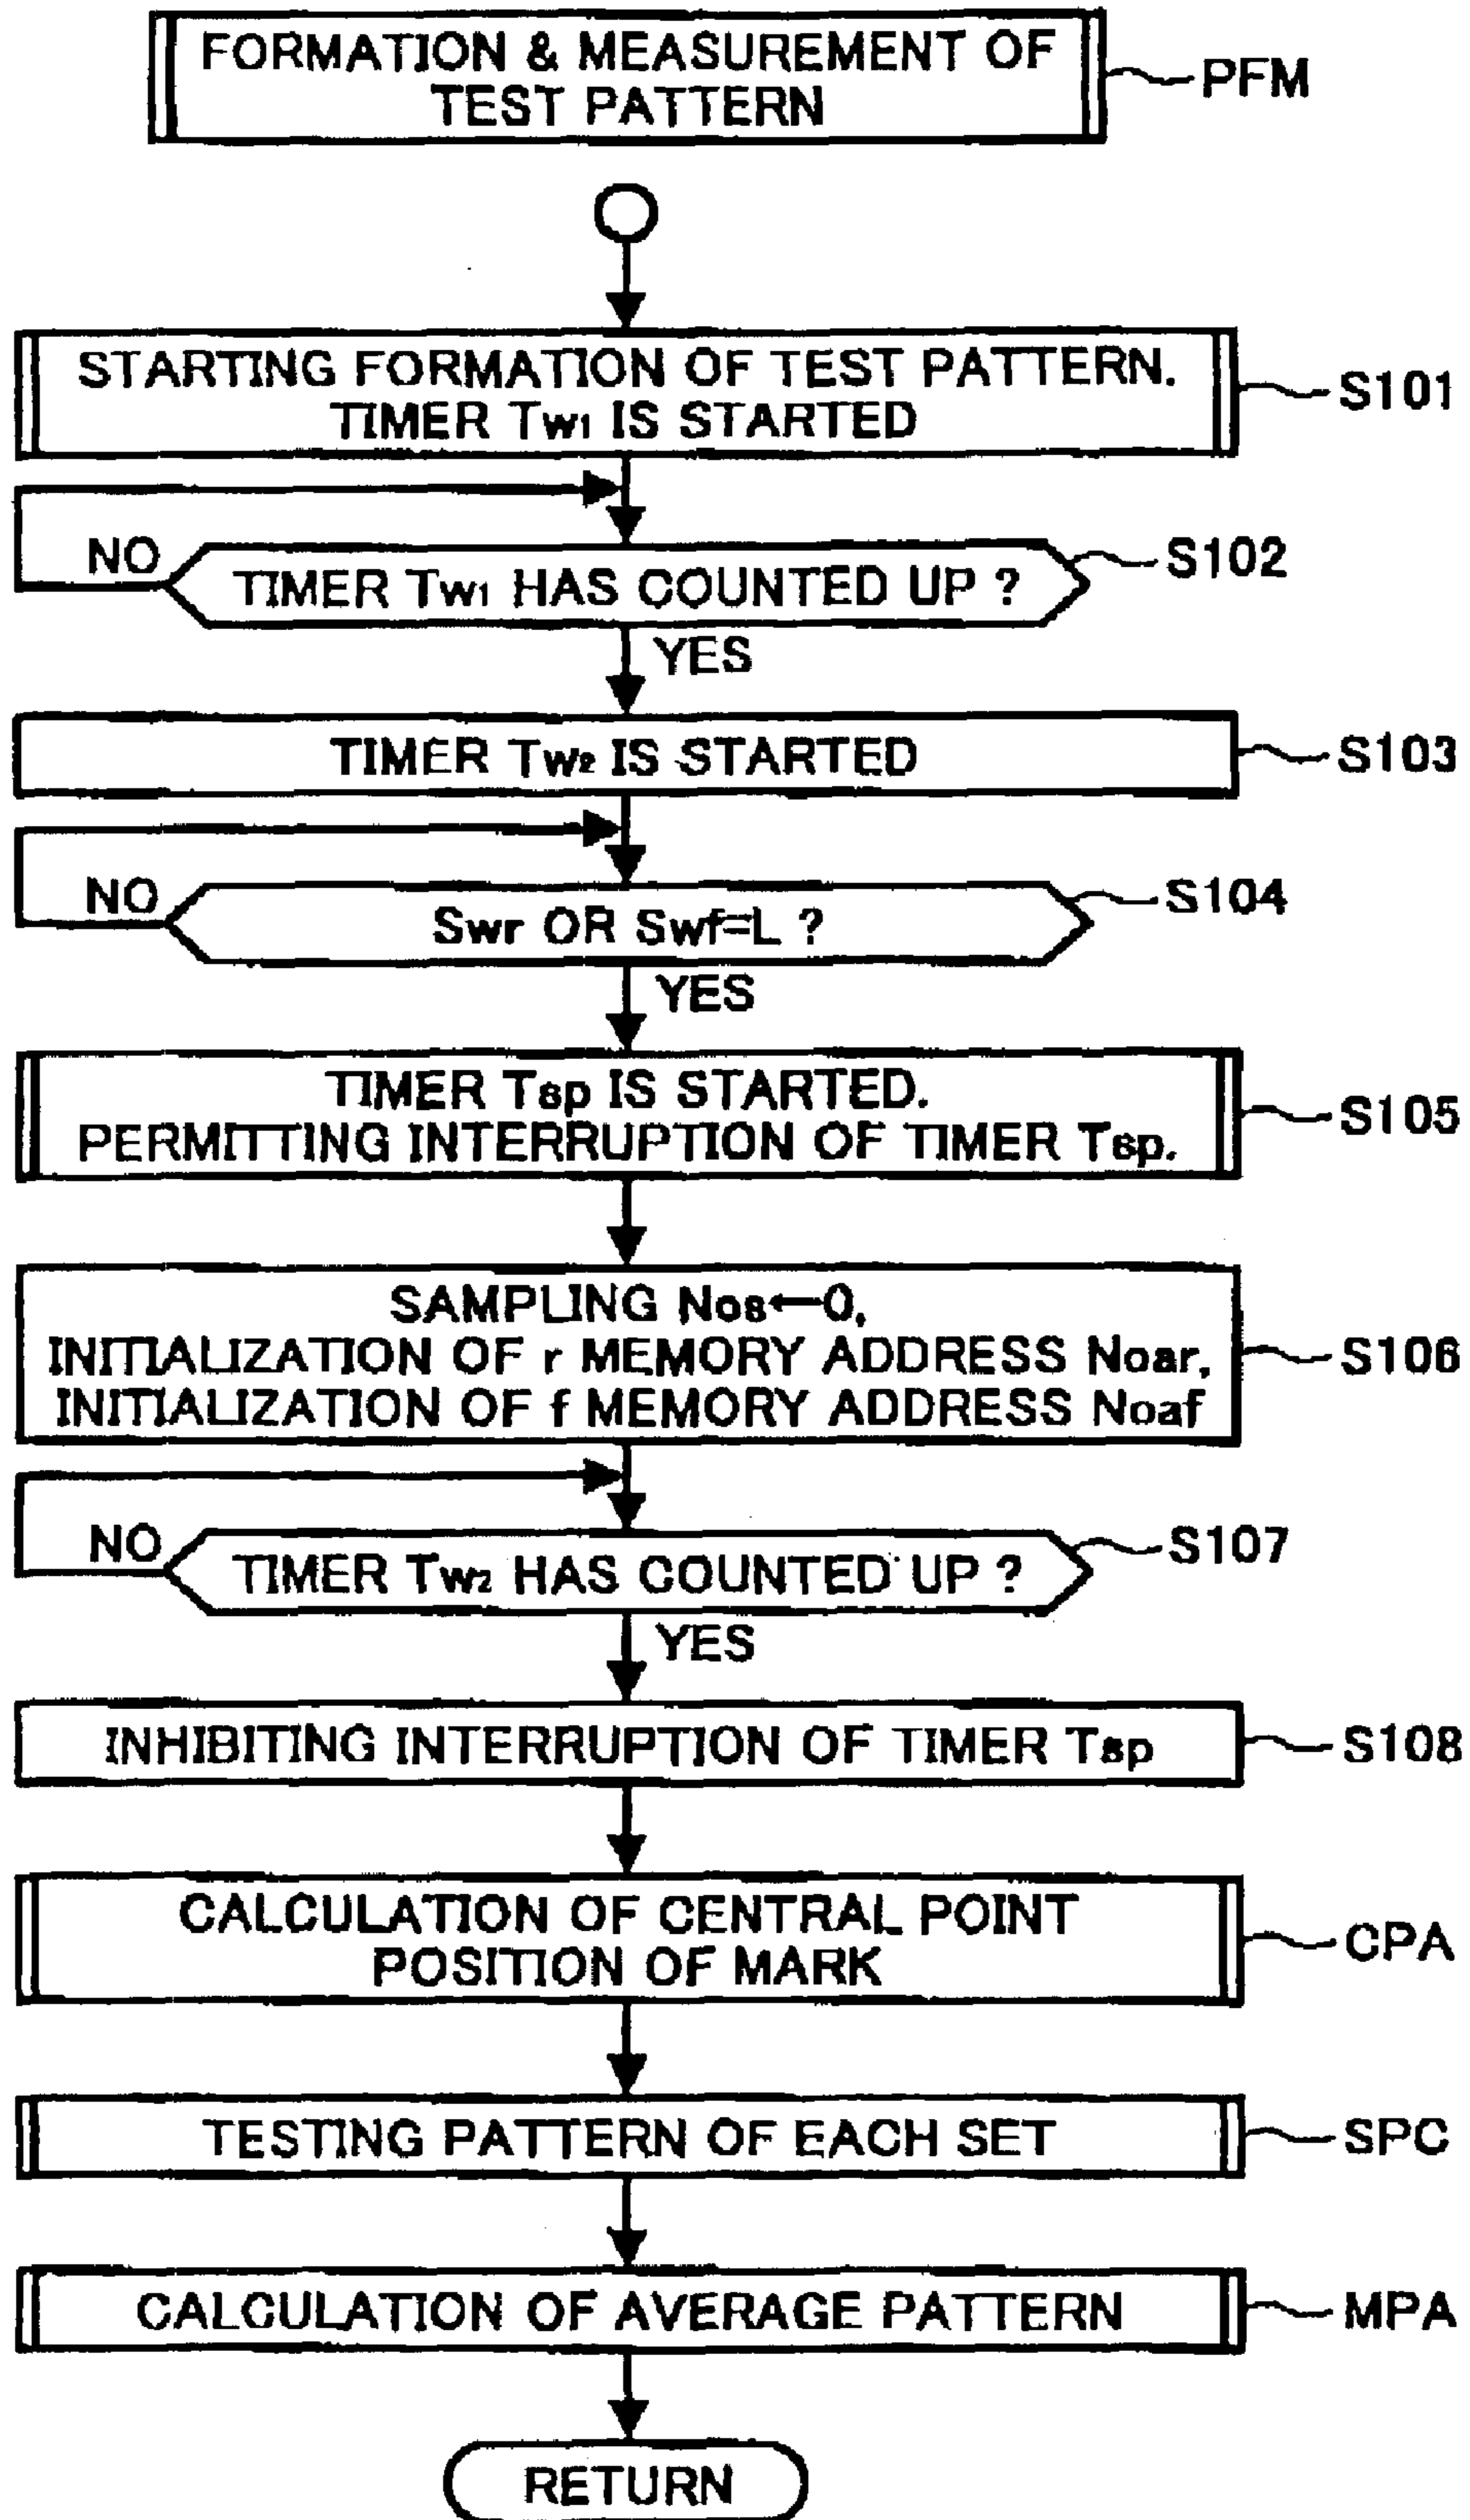 FORMATION & MEASUREMENT OF
TEST PATTERN
PFM
STARTING FORMATION OF TEST PATTERN.
TIMER Tw1 IS STARTED
S101
NO
TIMER Tw1 HAS COUNTED UP ?
S102
YES
TIMER Tw2 IS STARTED
S103
NO
Swr OR Swf=L ?
S104
YES
TIMER Tsp IS STARTED.
PERMITTING INTERRUPTION OF TIMER Tsp.
S105
SAMPLING Nos←0,
INITIALIZATION OF r MEMORY ADDRESS Noar,
INITIALIZATION OF f MEMORY ADDRESS Noaf
S106
NO
TIMER Tw2 HAS COUNTED UP ?
S107
YES
INHIBITING INTERRUPTION OF TIMER Tsp
S108
CALCULATION OF CENTRAL POINT
POSITION OF MARK
CPA
TESTING PATTERN OF EACH SET
SPC
CALCULATION OF AVERAGE PATTERN
MPA
RETURN